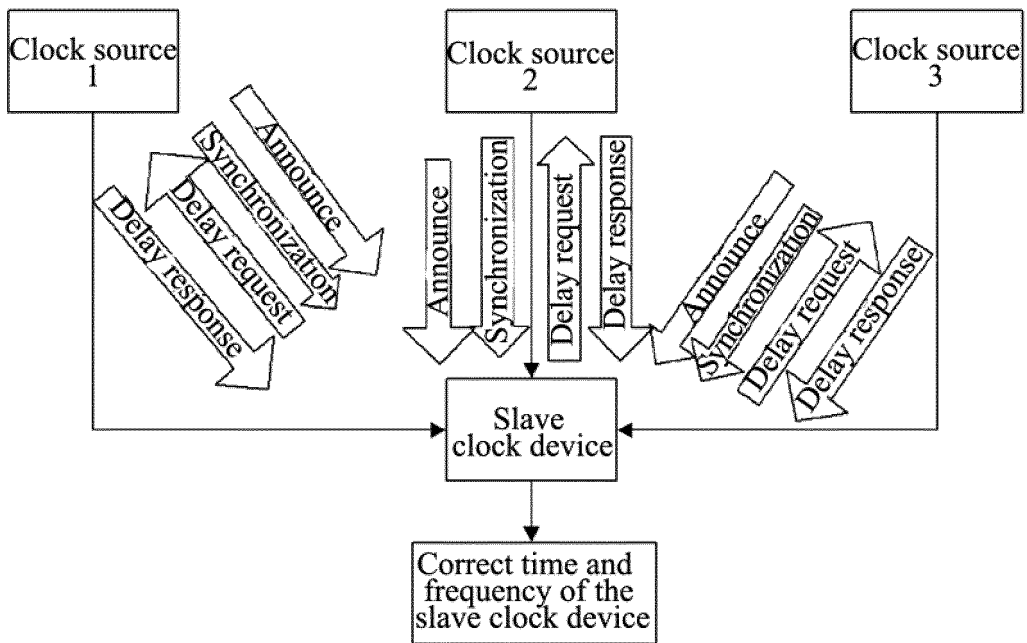 Clock source
1
Clock source
2
Clock source
3
Announce
Synchronization
Delay request
Delay response
Announce
Synchronization
Delay request
Delay response
Announce
Synchronization
Delay request
Delay response
Slave
clock device
Correct time and
frequency of the
slave clock device